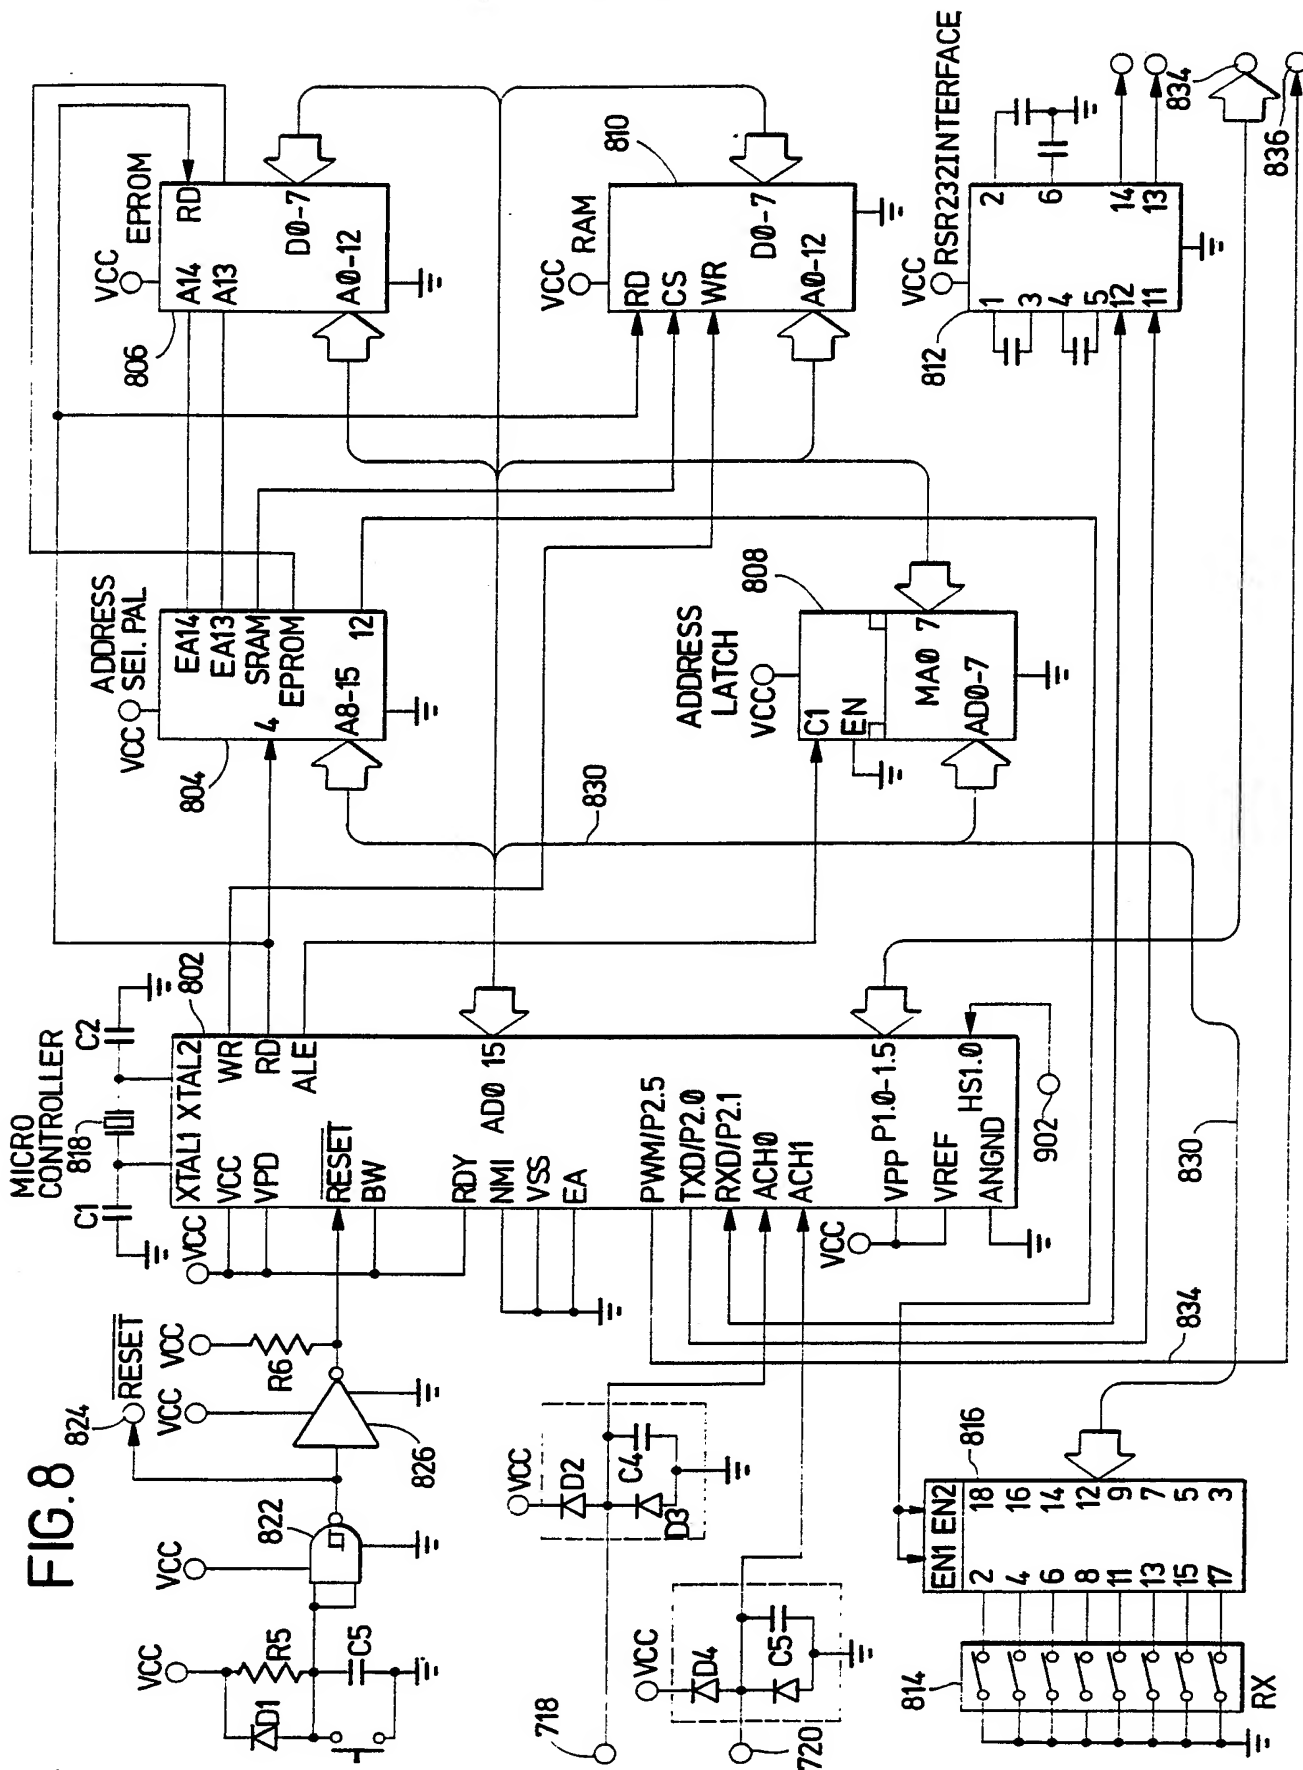 FIG.8
MICRO
CONTROLLER
818
C1
C2
802
XTAL1 XTAL2
VCC
VPD
RESET
BW
RDY
NMI
VSS
EA
PWM/P2.5
TXD/P2.0
RXD/P2.1
ACH0
ACH1
VPP
VREF
ANGND
WR
RD
ALE
AD0 15
P1.0-1.5
HS1.0
902
VCC
VCC
VCC
R5
D1
C5
VCC
822
824
RESET
VCC
826
VCC
R6
718
VCC
D2
C4
D3
720
VCC
D4
C5
814
RX
816
EN1 EN2
2
4
6
8
11
13
15
17
18
16
14
12
9
7
5
3
834
830
830
ADDRESS
SEI. PAL
VCC
804
4
A8-15
EA14
EA13
SRAM
EPROM
12
ADDRESS
LATCH
VCC
808
C1
EN
MA0 7
AD0-7
EPROM
VCC
806
A14
A13
RD
D0-7
A0-12
RAM
VCC
810
RD
CS
WR
D0-7
A0-12
RSR232INTERFACE
VCC
812
1
3
4
5
12
11
2
6
14
13
834
836